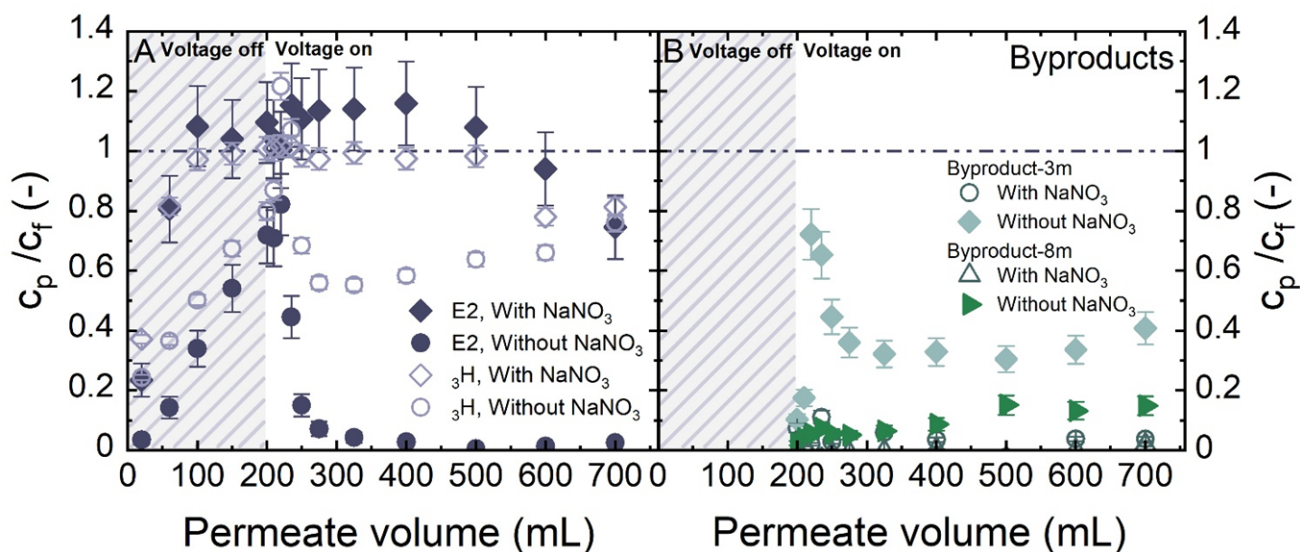 A Voltage off Voltage on
1.4
1.2
1
0.8
0.6
0.4
0.2
0
cₚ/c_f (-)
E2, With NaNO₃
E2, Without NaNO₃
₃H, With NaNO₃
₃H, Without NaNO₃
0 100 200 300 400 500 600 700
Permeate volume (mL)
B Voltage off Voltage on Byproducts
Byproduct-3m
With NaNO₃
Without NaNO₃
Byproduct-8m
With NaNO₃
Without NaNO₃
1.4
1.2
1
0.8
0.6
0.4
0.2
0
cₚ/c_f (-)
0 100 200 300 400 500 600 700
Permeate volume (mL)